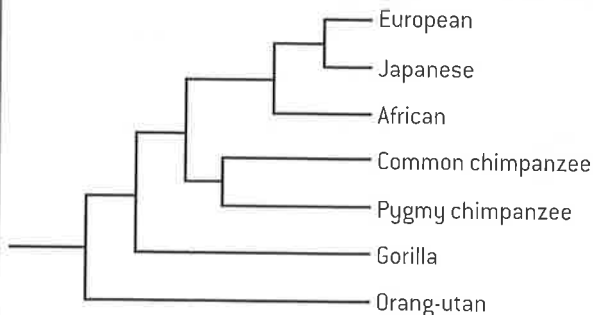 European
Japanese
African
Common chimpanzee
Pygmy chimpanzee
Gorilla
Orang-utan